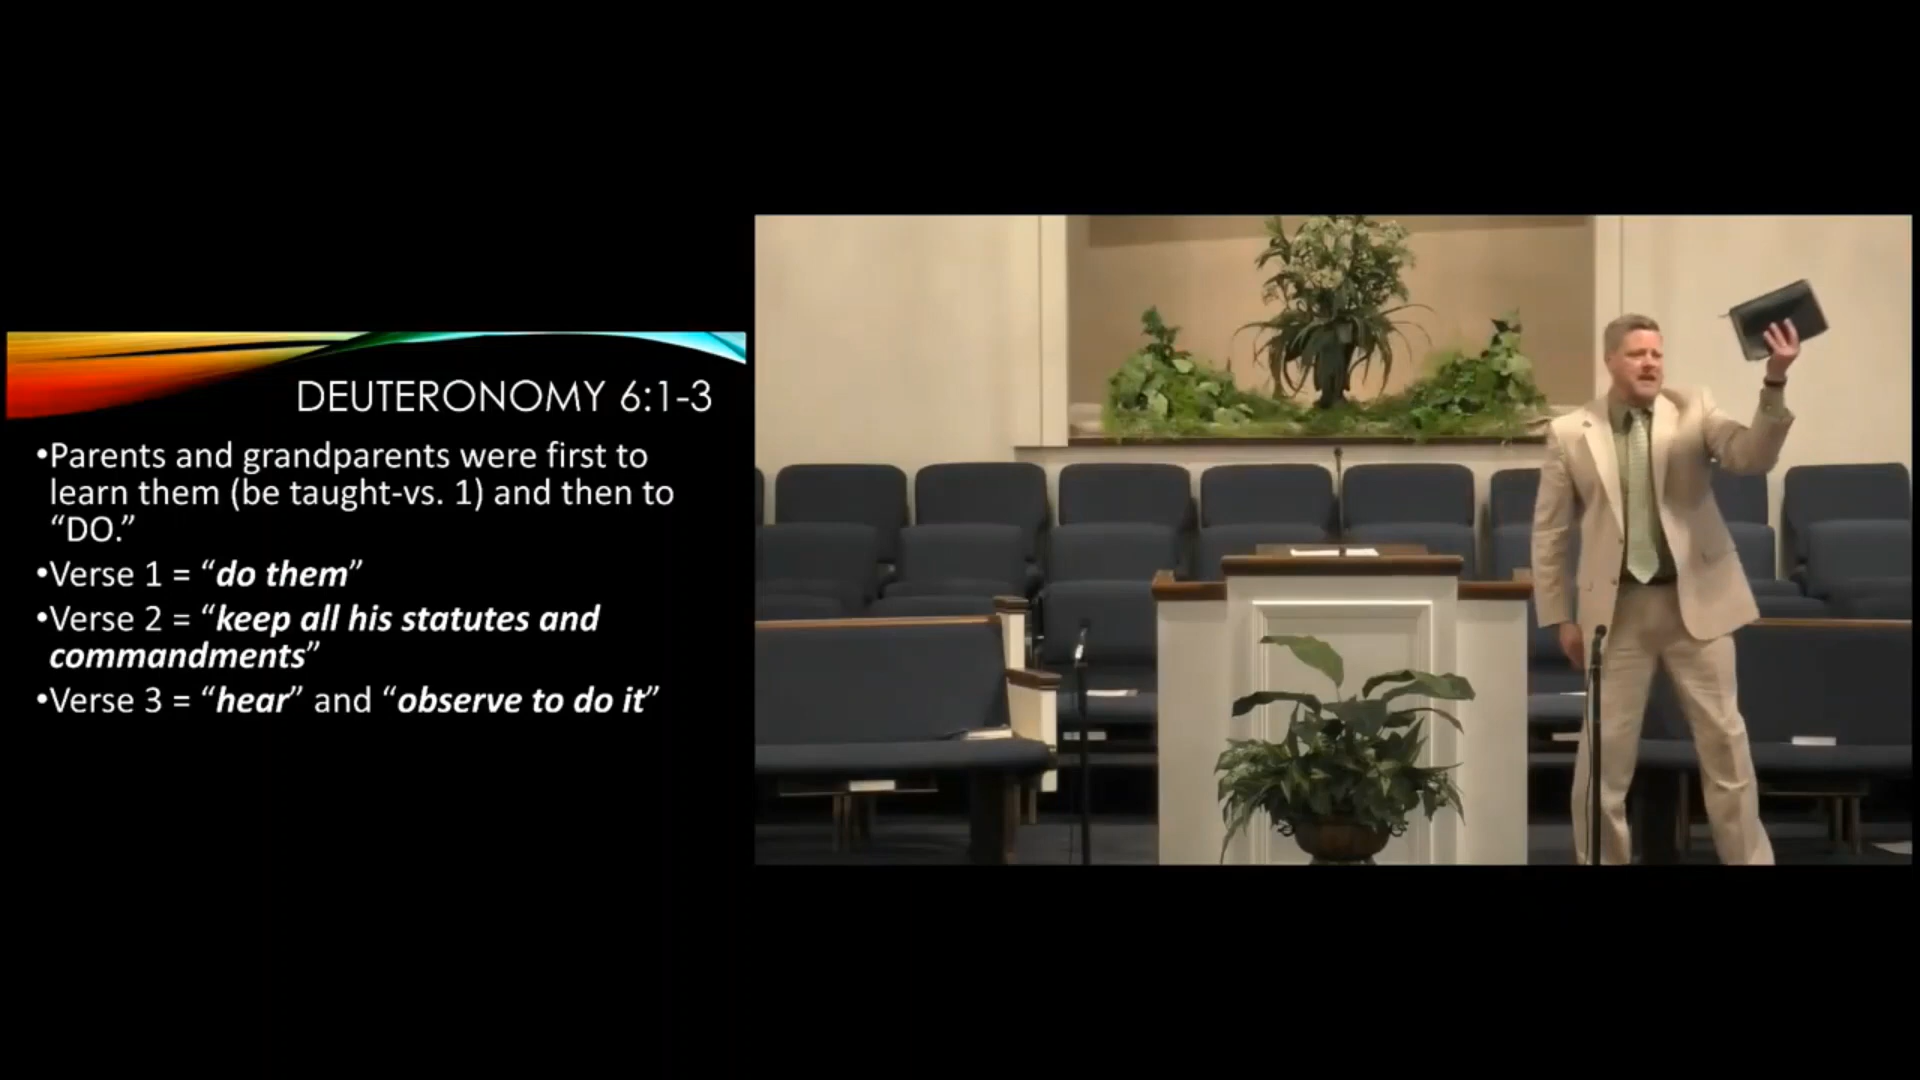 DEUTERONOMY 6:1-3
•Parents and grandparents were first to
learn them (be taught-vs. 1) and then to
“DO.”
•Verse 1 = “do them”
•Verse 2 = “keep all his statutes and
commandments”
•Verse 3 = “hear” and “observe to do it”